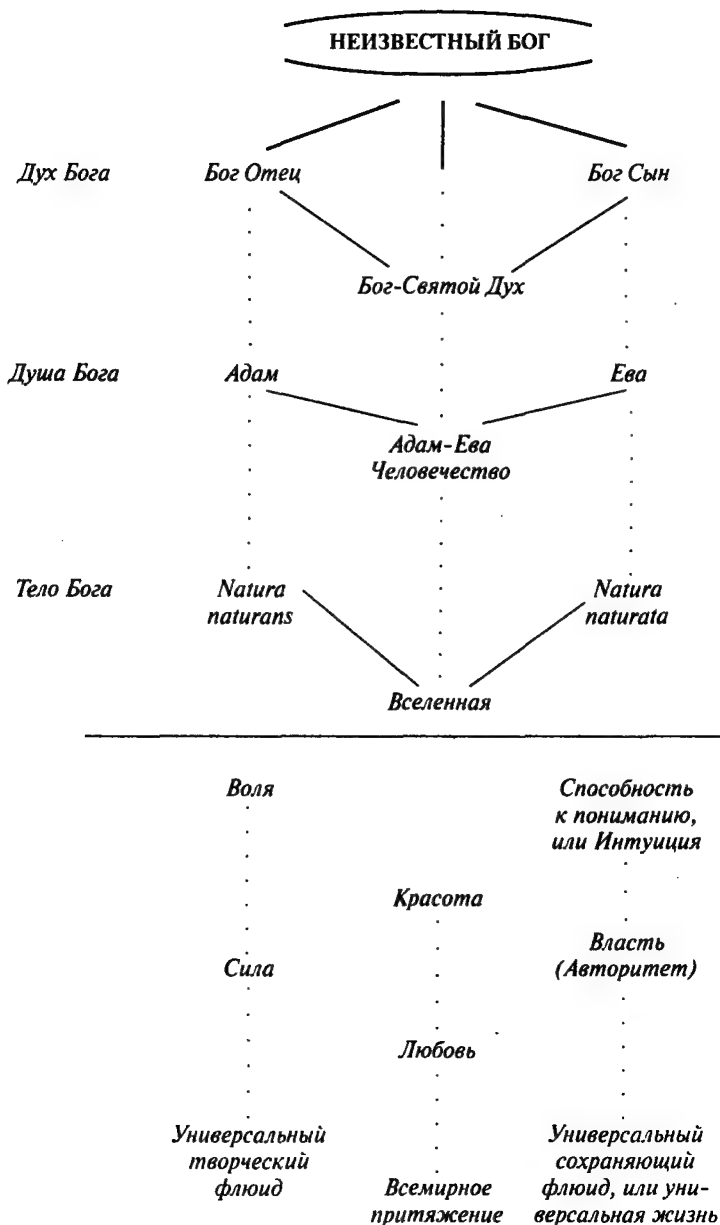 НЕИЗВЕСТНЫЙ БОГ
Дух Бога
Бог Отец
Бог Сын
Бог-Святой Дух
Душа Бога
Адам
Ева
Адам-Ева
Человечество
Тело Бога
Natura
naturans
Natura
naturata
Вселенная
Воля
Способность
к пониманию,
или Интуиция
Красота
Сила
Власть
(Авторитет)
Любовь
Универсальный
творческий
флюид
Всемирное
притяжение
Универсальный
сохраняющий
флюид, или уни-
версальная жизнь